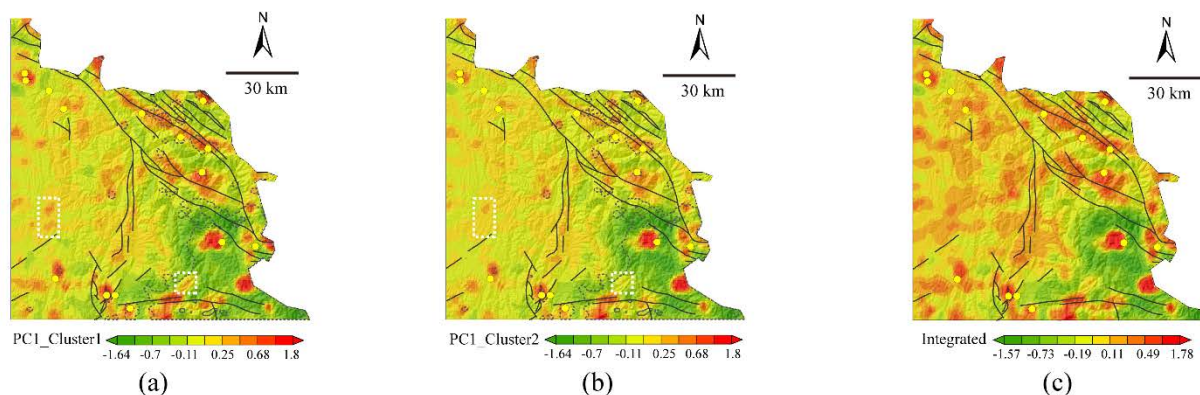 N
30 km
PC1_Cluster1
-1.64 -0.7 -0.11 0.25 0.68 1.8
(a)
N
30 km
PC1_Cluster2
-1.64 -0.7 -0.11 0.25 0.68 1.8
(b)
N
30 km
Integrated
-1.57 -0.73 -0.19 0.11 0.49 1.78
(c)